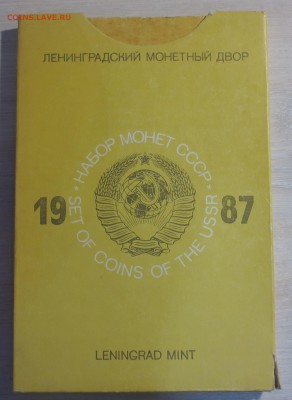 COINS.LAVE.RU
ЛЕНИНГРАДСКИЙ МОНЕТНЫЙ ДВОР
· НАБОР МОНЕТ СССР ·
19 87
SET OF COINS OF THE USSR
LENINGRAD MINT